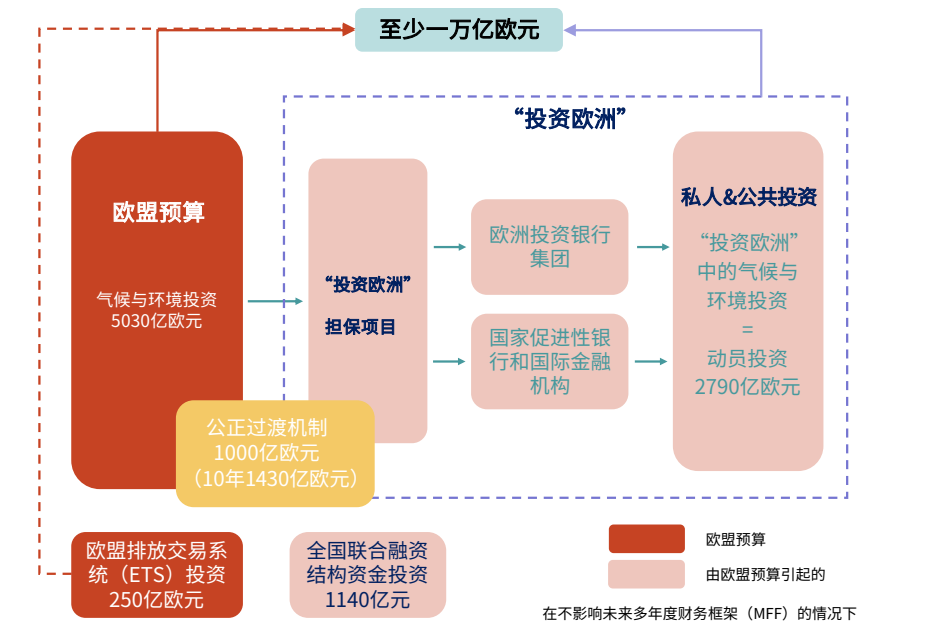 至少一万亿欧元
“投资欧洲”
欧盟预算
气候与环境投资
5030亿欧元
“投资欧洲”
担保项目
欧洲投资银行
集团
国家促进性银
行和国际金融
机构
私人&公共投资
“投资欧洲”
中的气候与
环境投资
=
动员投资
2790亿欧元
公正过渡机制
1000亿欧元
（10年1430亿欧元）
欧盟排放交易系
统（ETS）投资
250亿欧元
全国联合融资
结构资金投资
1140亿元
欧盟预算
由欧盟预算引起的
在不影响未来多年度财务框架（MFF）的情况下